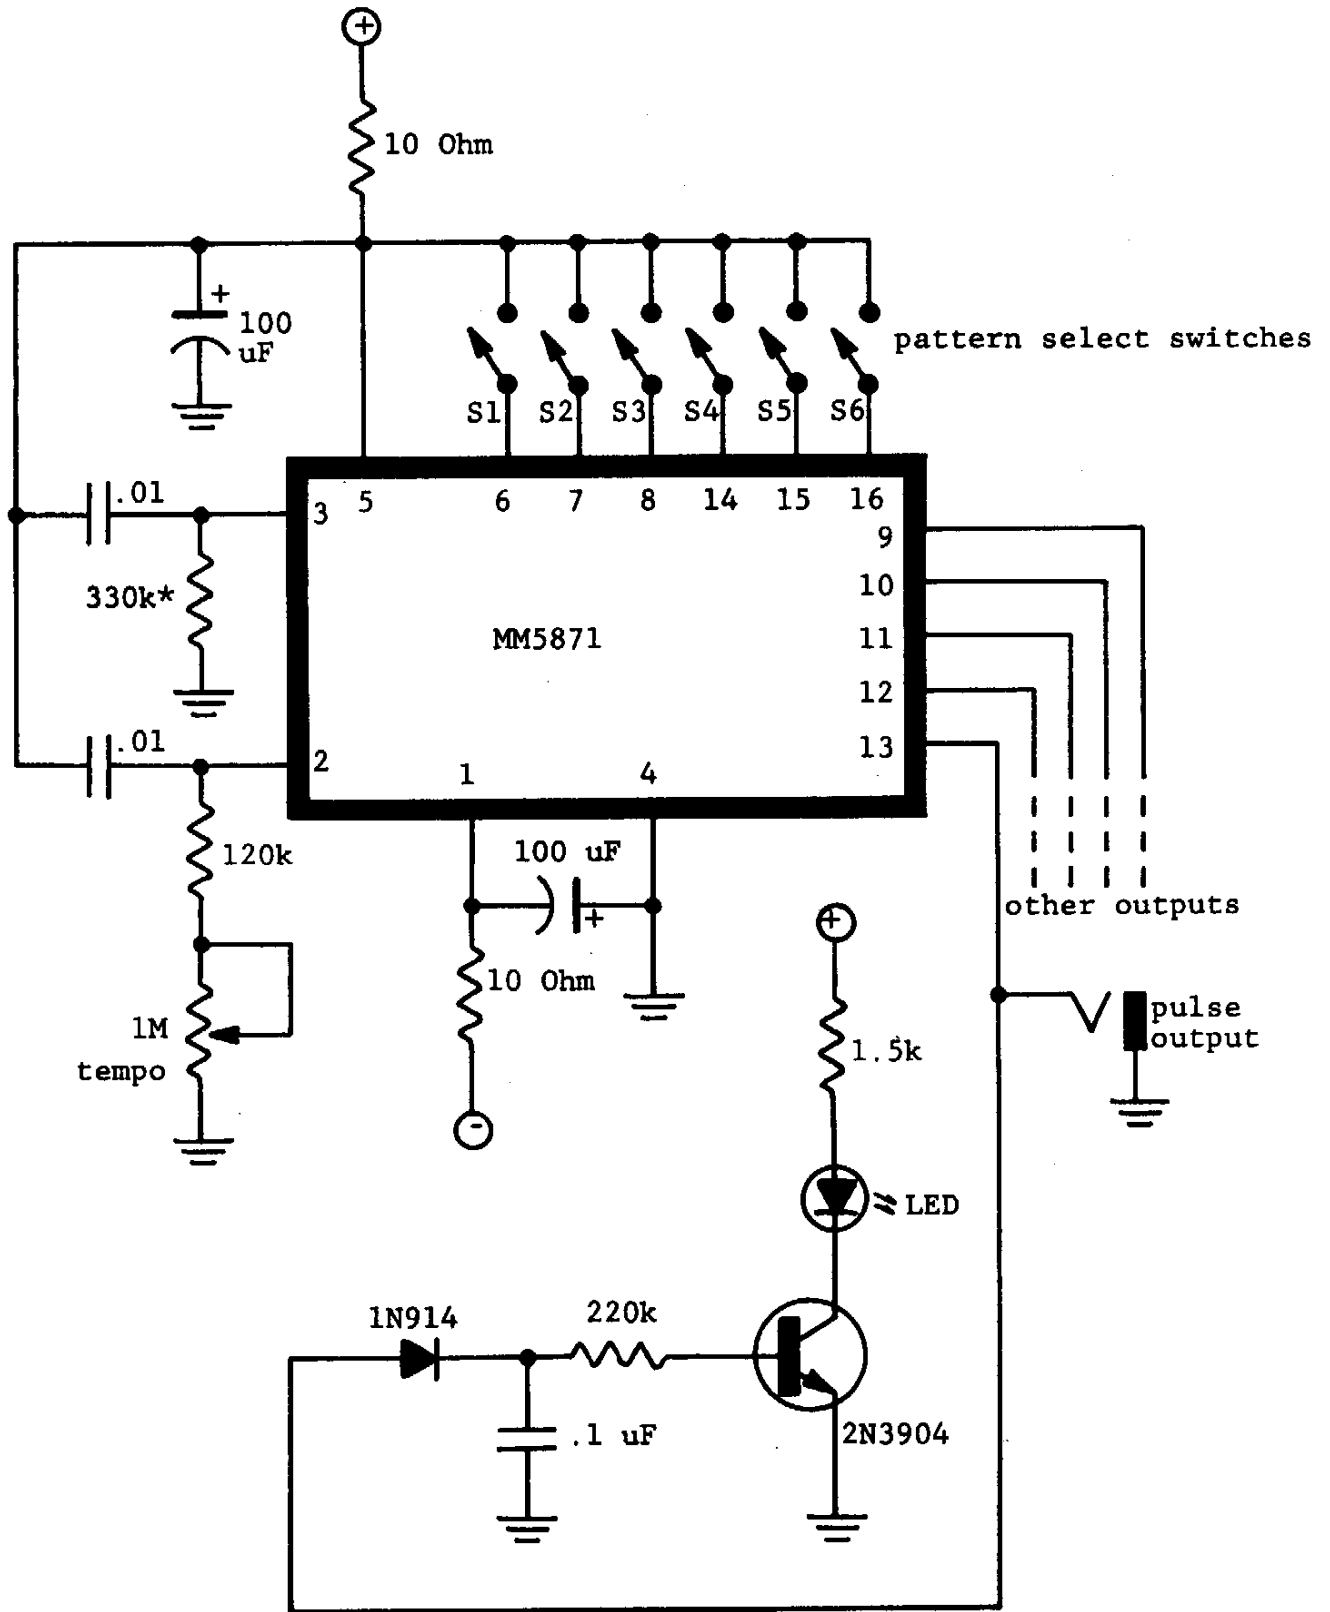 +
10 Ohm
+
100
uF
pattern select switches
S1 S2 S3 S4 S5 S6
.01
3 5 6 7 8 14 15 16
9
330k*
10
MM5871
11
12
.01
13
2 1 4
120k
100 uF
+
other outputs
+
10 Ohm
1M
tempo
pulse
output
1.5k
-
LED
1N914
220k
.1 uF
2N3904